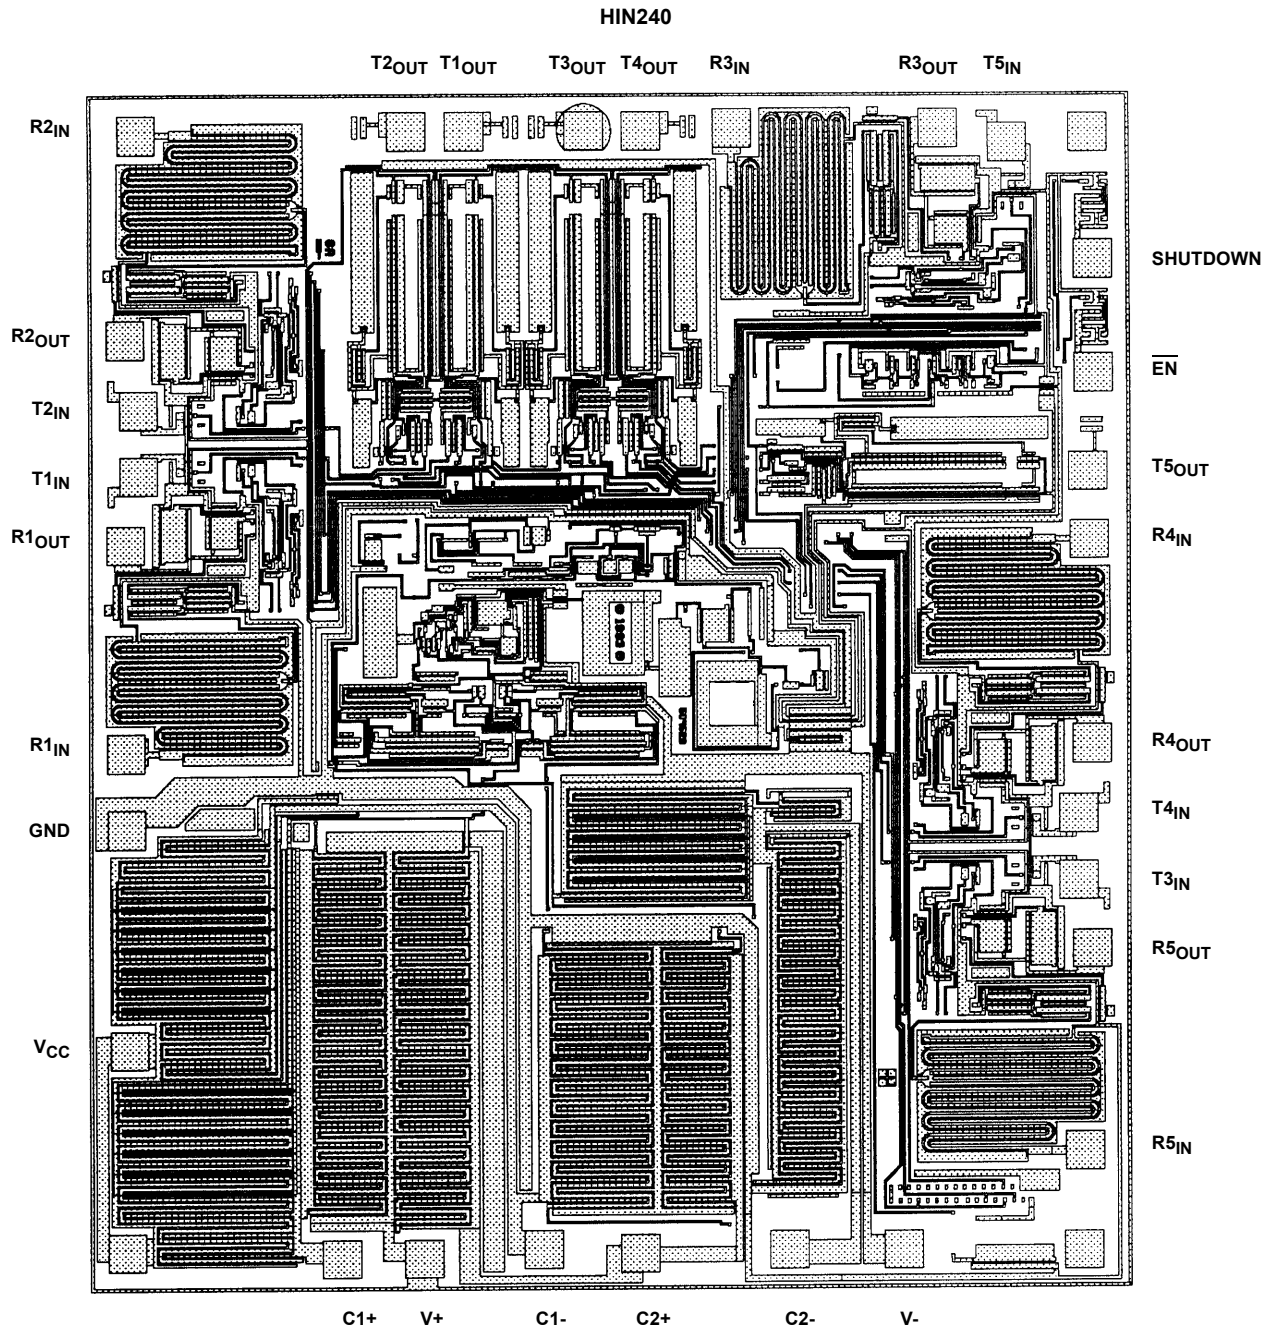 HIN240
T2OUT T1OUT T3OUT T4OUT R3IN R3OUT T5IN
R2IN
SHUTDOWN
R2OUT
EN
T2IN
T1IN
T5OUT
R1OUT
R4IN
© 1993 ©
R1IN
R4OUT
GND
T4IN
T3IN
R5OUT
VCC
R5IN
C1+ V+ C1- C2+ C2- V-